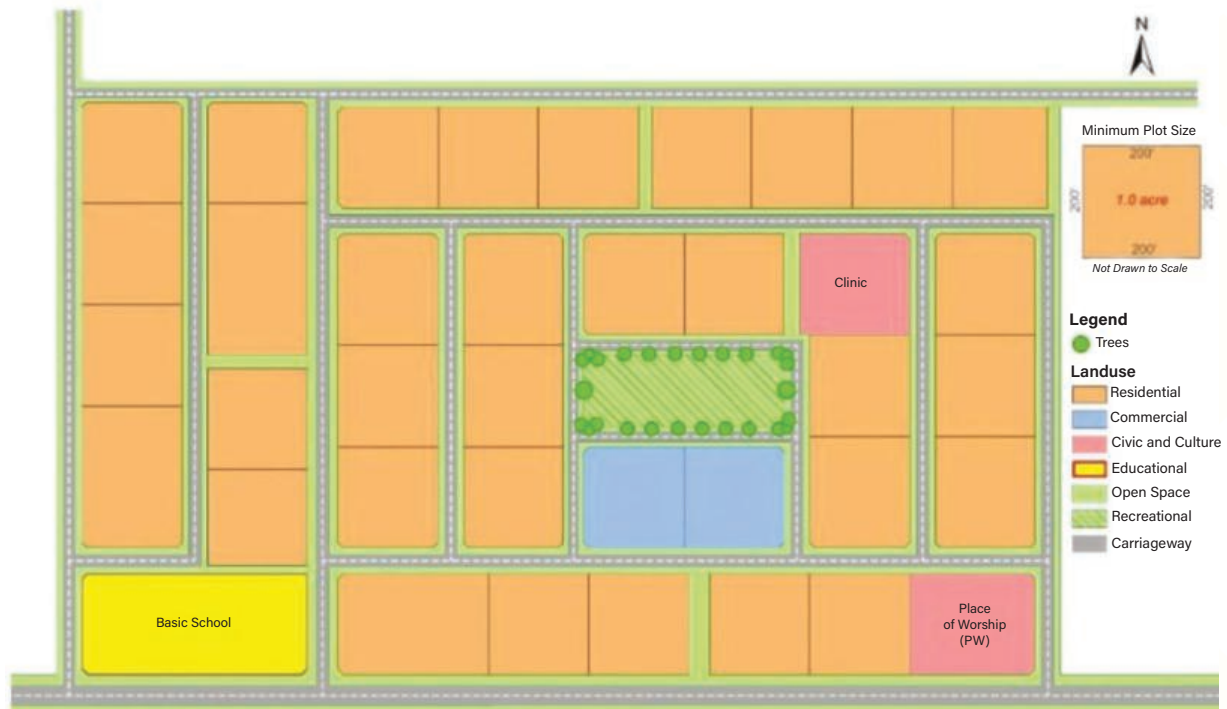 N
Minimum Plot Size
200'
200'
1.0 acre
200'
200'
Not Drawn to Scale
Clinic
Legend
Trees
Landuse
Residential
Commercial
Civic and Culture
Educational
Open Space
Recreational
Carriageway
Basic School
Place
of Worship
(PW)